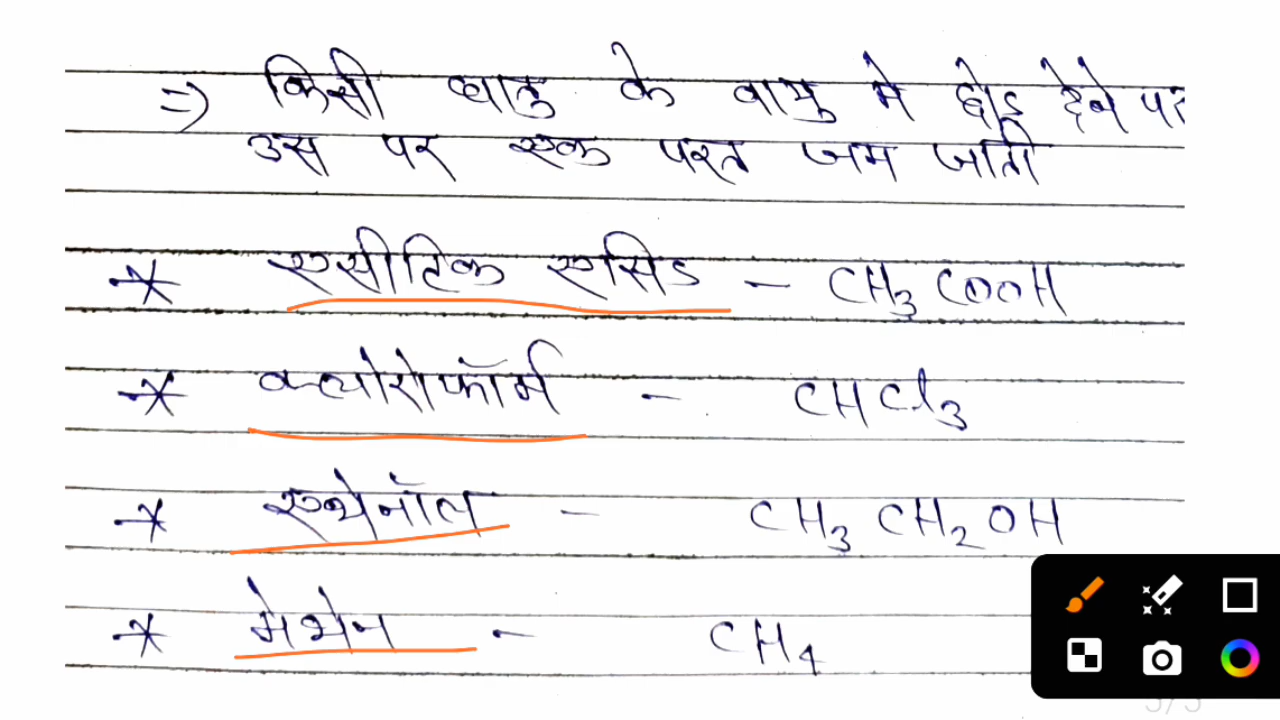 => किसी धातु के वायु मे छोड़ देने पर
उस पर एक परत जम जाती
* एसीटिक एसिड - CH₃COOH
* क्लोरोफॉर्म - CHCl₃
* एथेनॉल - CH₃CH₂OH
* मेथेन - CH₄